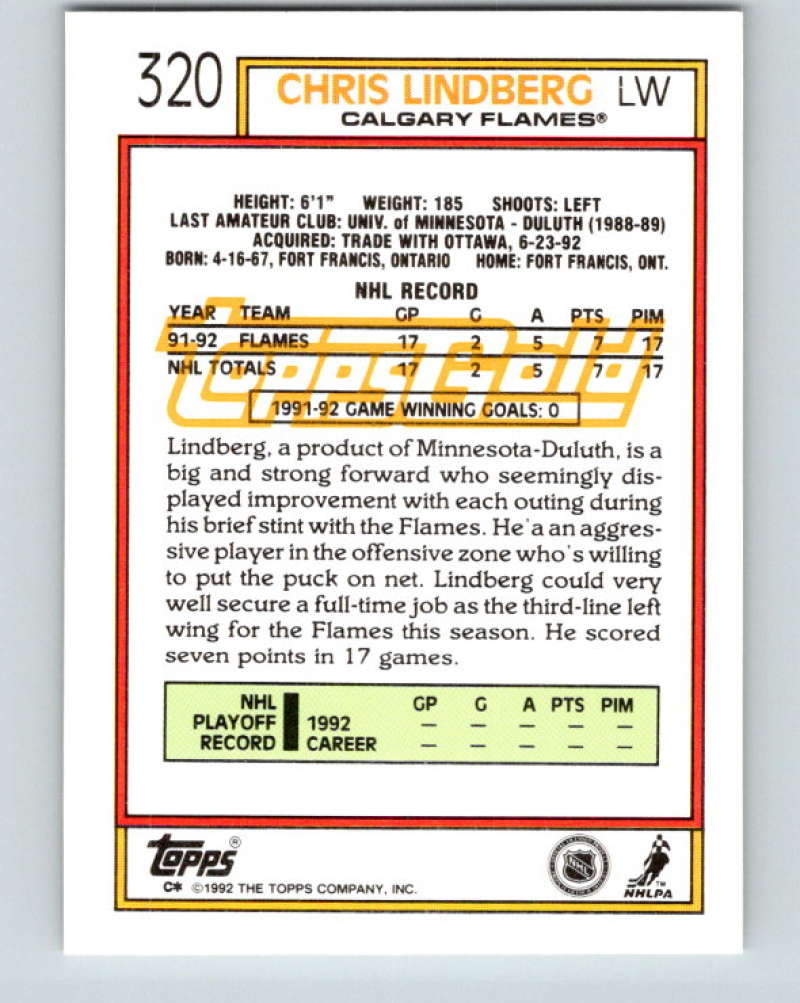 320
CHRIS LINDBERG LW
CALGARY FLAMES®
HEIGHT: 6'1" WEIGHT: 185 SHOOTS: LEFT
LAST AMATEUR CLUB: UNIV. of MINNESOTA - DULUTH (1988-89)
ACQUIRED: TRADE WITH OTTAWA, 6-23-92
BORN: 4-16-67, FORT FRANCIS, ONTARIO HOME: FORT FRANCIS, ONT.
NHL RECORD
YEAR TEAM GP G A PTS PIM
91-92 FLAMES 17 2 5 7 17
NHL TOTALS 17 2 5 7 17
ToppsGold
1991-92 GAME WINNING GOALS: 0
Lindberg, a product of Minnesota-Duluth, is a
big and strong forward who seemingly dis-
played improvement with each outing during
his brief stint with the Flames. He'a an aggres-
sive player in the offensive zone who's willing
to put the puck on net. Lindberg could very
well secure a full-time job as the third-line left
wing for the Flames this season. He scored
seven points in 17 games.
NHL PLAYOFF RECORD
GP G A PTS PIM
1992 – – – – –
CAREER – – – – –
TOPPS®
C* ©1992 THE TOPPS COMPANY, INC.
NHL
NHLPA™